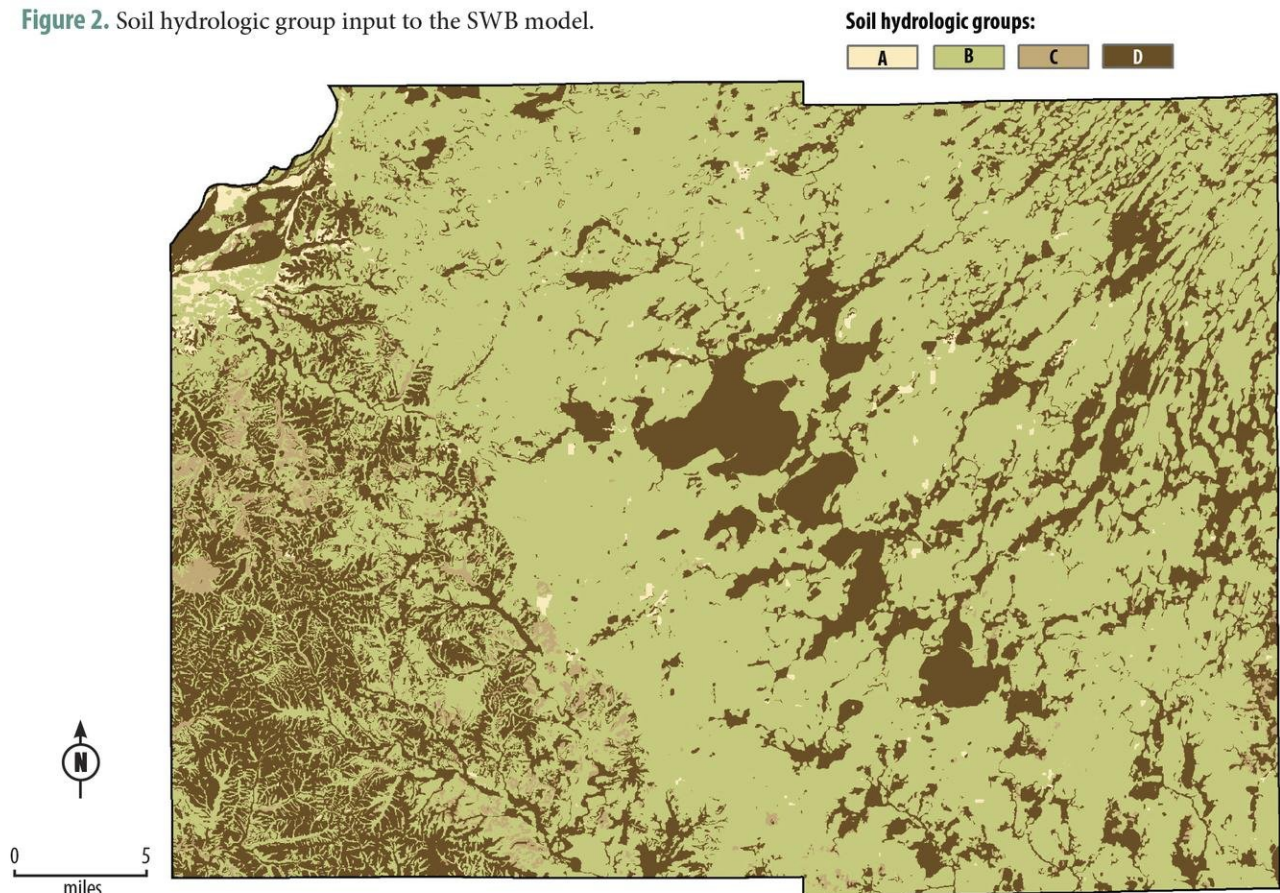 Figure 2. Soil hydrologic group input to the SWB model.
Soil hydrologic groups:
A B C D
N
0 5
miles